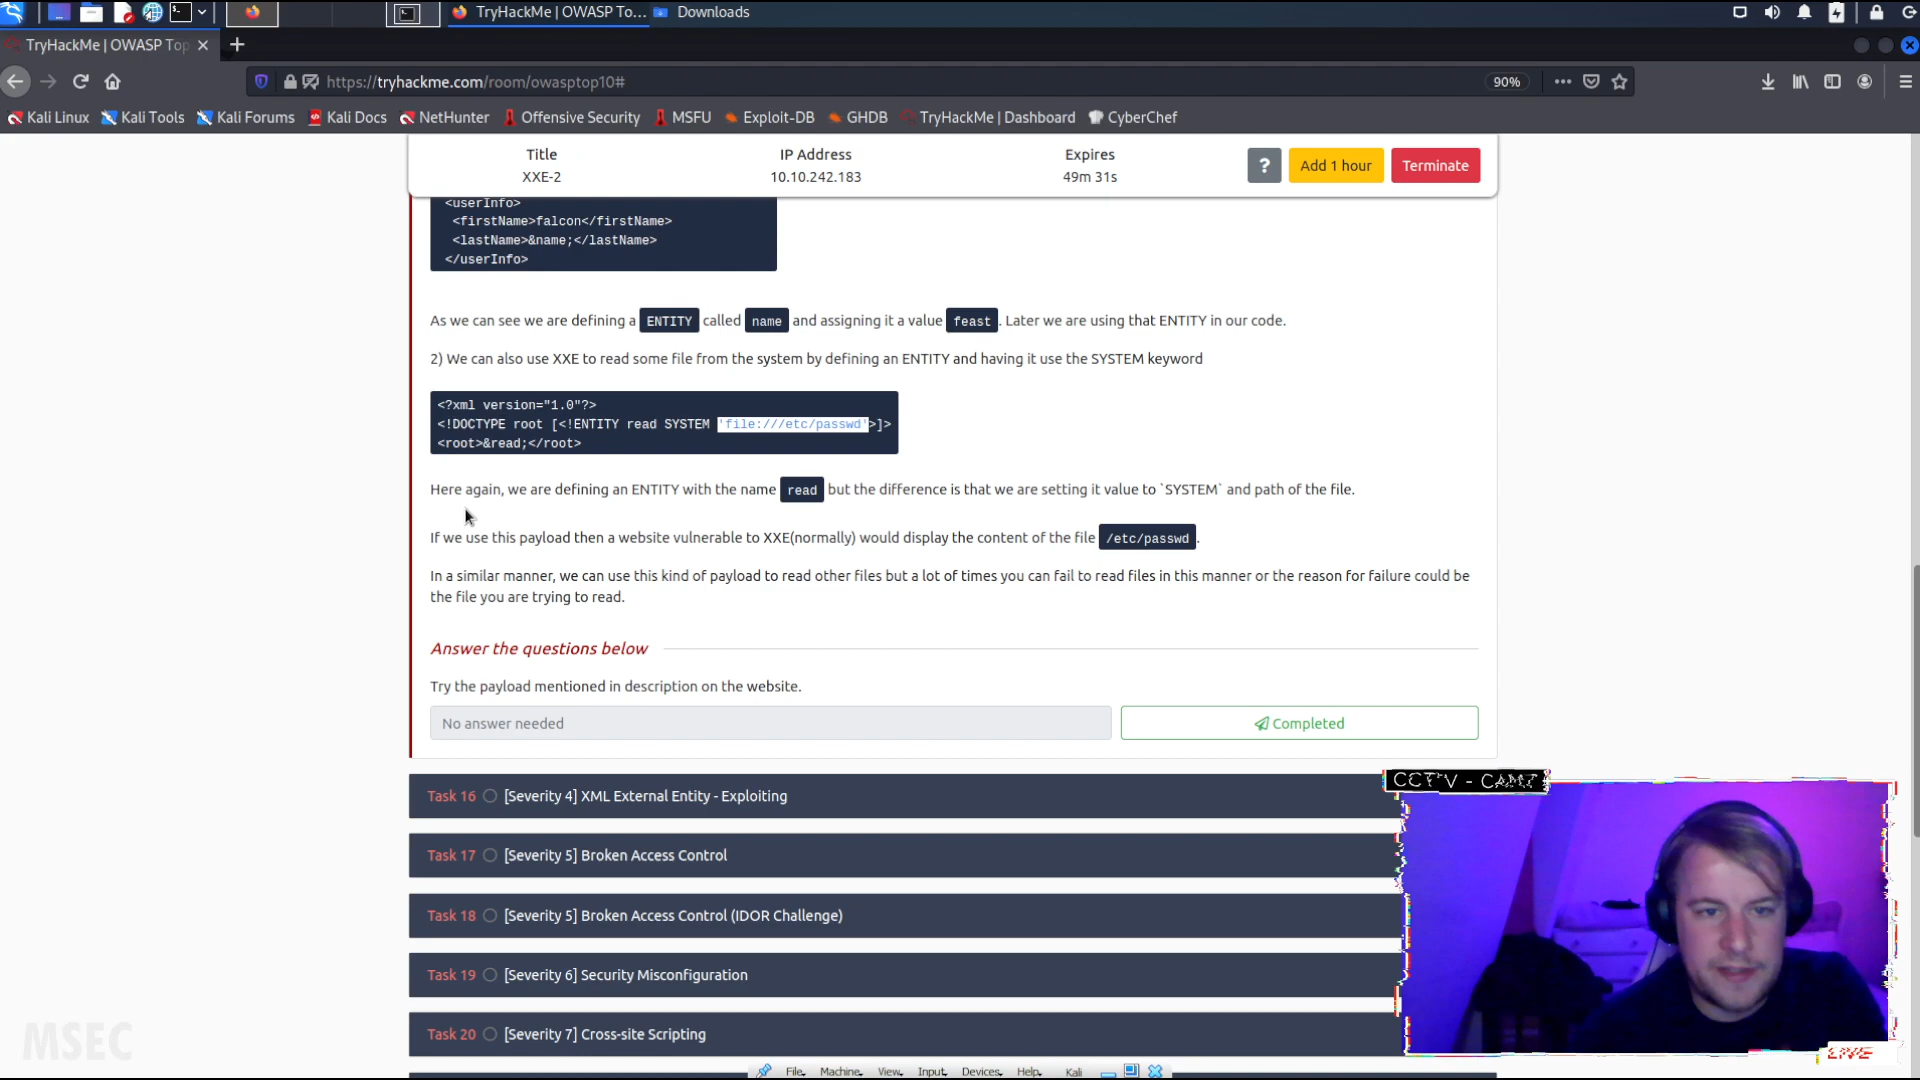 TryHackMe | OWASP To... Downloads
TryHackMe | OWASP Top
https://tryhackme.com/room/owasptop10# 90%
Kali Linux Kali Tools Kali Forums Kali Docs NetHunter Offensive Security MSFU Exploit-DB GHDB TryHackMe | Dashboard CyberChef
Title IP Address Expires
XXE-2 10.10.242.183 49m 31s ? Add 1 hour Terminate
<userInfo>
<firstName>falcon</firstName>
<lastName>&name;</lastName>
</userInfo>
As we can see we are defining a ENTITY called name and assigning it a value feast. Later we are using that ENTITY in our code.
2) We can also use XXE to read some file from the system by defining an ENTITY and having it use the SYSTEM keyword
<?xml version="1.0"?>
<!DOCTYPE root [<!ENTITY read SYSTEM 'file:///etc/passwd'>]>
<root>&read;</root>
Here again, we are defining an ENTITY with the name read but the difference is that we are setting it value to `SYSTEM` and path of the file.
If we use this payload then a website vulnerable to XXE(normally) would display the content of the file /etc/passwd.
In a similar manner, we can use this kind of payload to read other files but a lot of times you can fail to read files in this manner or the reason for failure could be
the file you are trying to read.
Answer the questions below
Try the payload mentioned in description on the website.
No answer needed Completed
Task 16 [Severity 4] XML External Entity - Exploiting
CCTV - CAM7
Task 17 [Severity 5] Broken Access Control
Task 18 [Severity 5] Broken Access Control (IDOR Challenge)
Task 19 [Severity 6] Security Misconfiguration
Task 20 [Severity 7] Cross-site Scripting
MSEC
LIVE
File Machine View Input Devices Help Kali